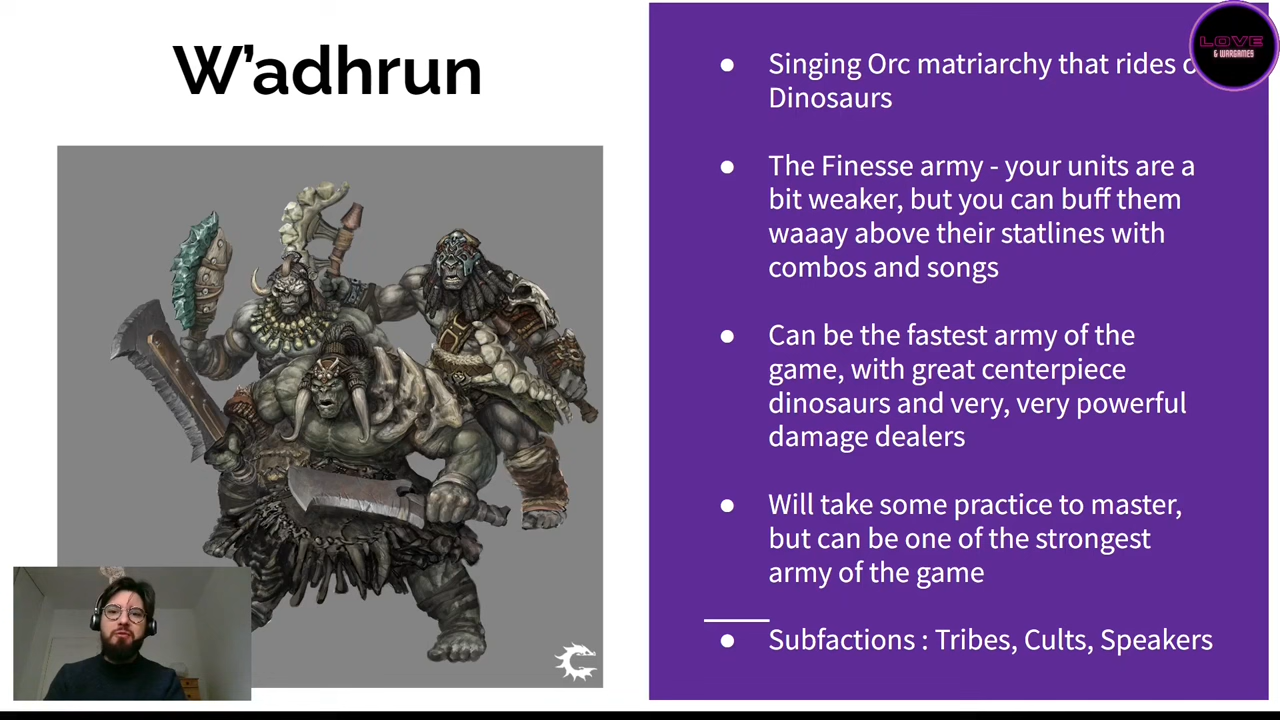 W'adhrun
LOVE
& WARGAMES
● Singing Orc matriarchy that rides
Dinosaurs
● The Finesse army - your units are a
bit weaker, but you can buff them
waaay above their statlines with
combos and songs
● Can be the fastest army of the
game, with great centerpiece
dinosaurs and very, very powerful
damage dealers
● Will take some practice to master,
but can be one of the strongest
army of the game
● Subfactions : Tribes, Cults, Speakers